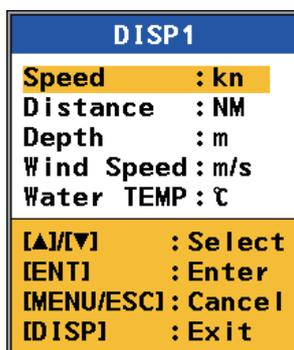 DISP1
Speed : kn
Distance : NM
Depth : m
Wind Speed : m/s
Water TEMP : ℃
[▲]/[▼] : Select
[ENT] : Enter
[MENU/ESC] : Cancel
[DISP] : Exit